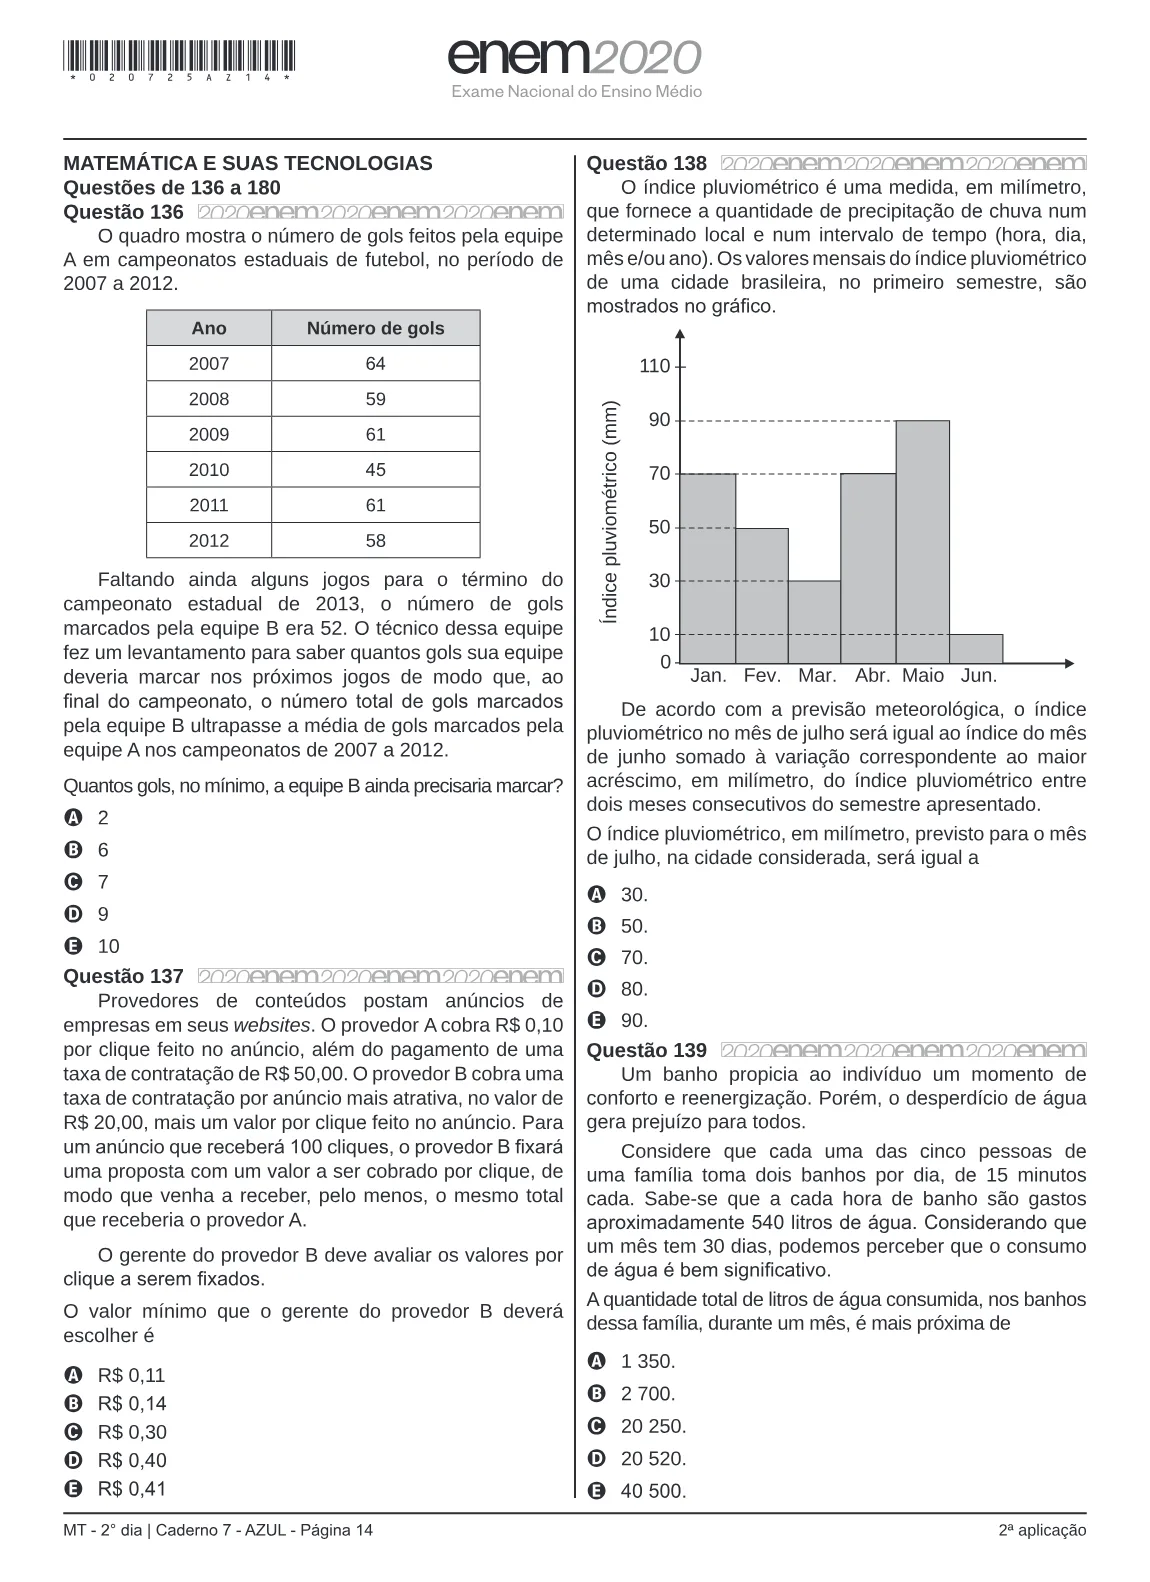 *020725AZ14*
enem2020
Exame Nacional do Ensino Médio
MATEMÁTICA E SUAS TECNOLOGIAS
Questões de 136 a 180
Questão 136 2020enem2020enem2020enem
O quadro mostra o número de gols feitos pela equipe
A em campeonatos estaduais de futebol, no período de
2007 a 2012.
Ano Número de gols
2007 64
2008 59
2009 61
2010 45
2011 61
2012 58
Faltando ainda alguns jogos para o término do
campeonato estadual de 2013, o número de gols
marcados pela equipe B era 52. O técnico dessa equipe
fez um levantamento para saber quantos gols sua equipe
deveria marcar nos próximos jogos de modo que, ao
final do campeonato, o número total de gols marcados
pela equipe B ultrapasse a média de gols marcados pela
equipe A nos campeonatos de 2007 a 2012.
Quantos gols, no mínimo, a equipe B ainda precisaria marcar?
A 2
B 6
C 7
D 9
E 10
Questão 137 2020enem2020enem2020enem
Provedores de conteúdos postam anúncios de
empresas em seus websites. O provedor A cobra R$ 0,10
por clique feito no anúncio, além do pagamento de uma
taxa de contratação de R$ 50,00. O provedor B cobra uma
taxa de contratação por anúncio mais atrativa, no valor de
R$ 20,00, mais um valor por clique feito no anúncio. Para
um anúncio que receberá 100 cliques, o provedor B fixará
uma proposta com um valor a ser cobrado por clique, de
modo que venha a receber, pelo menos, o mesmo total
que receberia o provedor A.
O gerente do provedor B deve avaliar os valores por
clique a serem fixados.
O valor mínimo que o gerente do provedor B deverá
escolher é
A R$ 0,11
B R$ 0,14
C R$ 0,30
D R$ 0,40
E R$ 0,41
Questão 138 2020enem2020enem2020enem
O índice pluviométrico é uma medida, em milímetro,
que fornece a quantidade de precipitação de chuva num
determinado local e num intervalo de tempo (hora, dia,
mês e/ou ano). Os valores mensais do índice pluviométrico
de uma cidade brasileira, no primeiro semestre, são
mostrados no gráfico.
Índice pluviométrico (mm)
110
90
70
50
30
10
0
Jan. Fev. Mar. Abr. Maio Jun.
De acordo com a previsão meteorológica, o índice
pluviométrico no mês de julho será igual ao índice do mês
de junho somado à variação correspondente ao maior
acréscimo, em milímetro, do índice pluviométrico entre
dois meses consecutivos do semestre apresentado.
O índice pluviométrico, em milímetro, previsto para o mês
de julho, na cidade considerada, será igual a
A 30.
B 50.
C 70.
D 80.
E 90.
Questão 139 2020enem2020enem2020enem
Um banho propicia ao indivíduo um momento de
conforto e reenergização. Porém, o desperdício de água
gera prejuízo para todos.
Considere que cada uma das cinco pessoas de
uma família toma dois banhos por dia, de 15 minutos
cada. Sabe-se que a cada hora de banho são gastos
aproximadamente 540 litros de água. Considerando que
um mês tem 30 dias, podemos perceber que o consumo
de água é bem significativo.
A quantidade total de litros de água consumida, nos banhos
dessa família, durante um mês, é mais próxima de
A 1 350.
B 2 700.
C 20 250.
D 20 520.
E 40 500.
MT - 2° dia | Caderno 7 - AZUL - Página 14
2ª aplicação